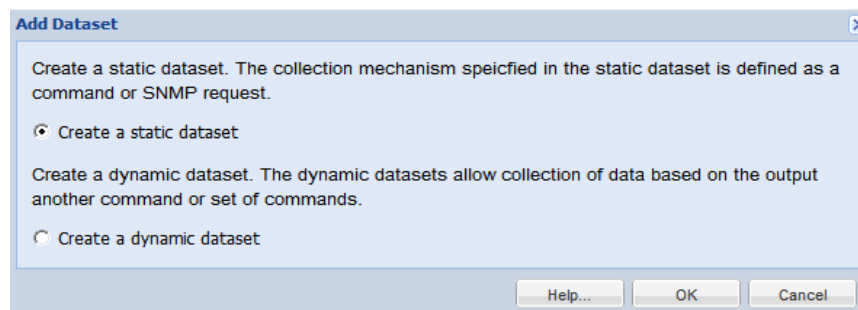 Add Dataset
Create a static dataset. The collection mechanism speicfied in the static dataset is defined as a
command or SNMP request.
Create a static dataset
Create a dynamic dataset. The dynamic datasets allow collection of data based on the output
another command or set of commands.
Create a dynamic dataset
Help... OK Cancel